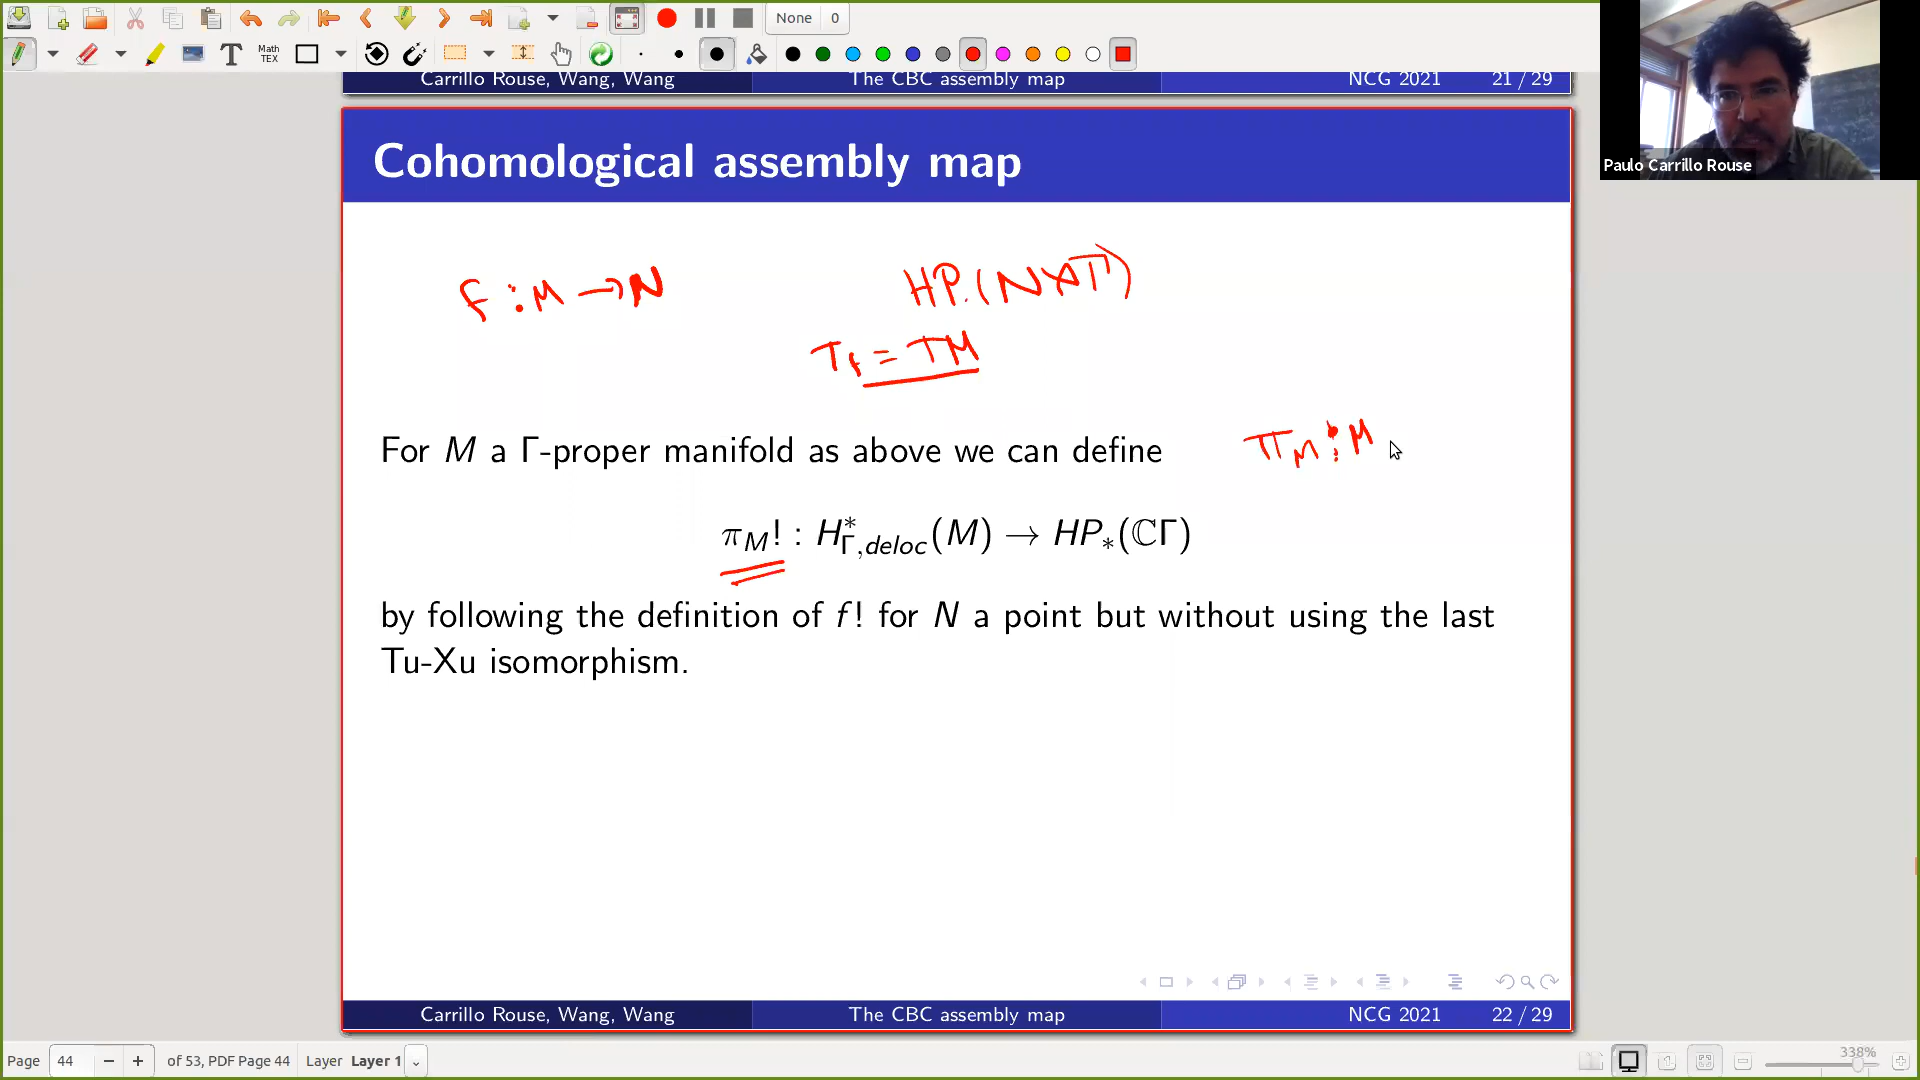 None 0
Math
TEX
Carrillo Rouse, Wang, Wang The CBC assembly map NCG 2021 21 / 29
Paulo Carrillo Rouse
Cohomological assembly map
f : M → N HP.(N⋊Γ)
T_f = TM
For M a Γ-proper manifold as above we can define π_M : M
π_M! : H*_{Γ,deloc}(M) → HP_*(ℂΓ)
by following the definition of f! for N a point but without using the last
Tu-Xu isomorphism.
Carrillo Rouse, Wang, Wang The CBC assembly map NCG 2021 22 / 29
Page 44 of 53, PDF Page 44 Layer Layer 1 338%